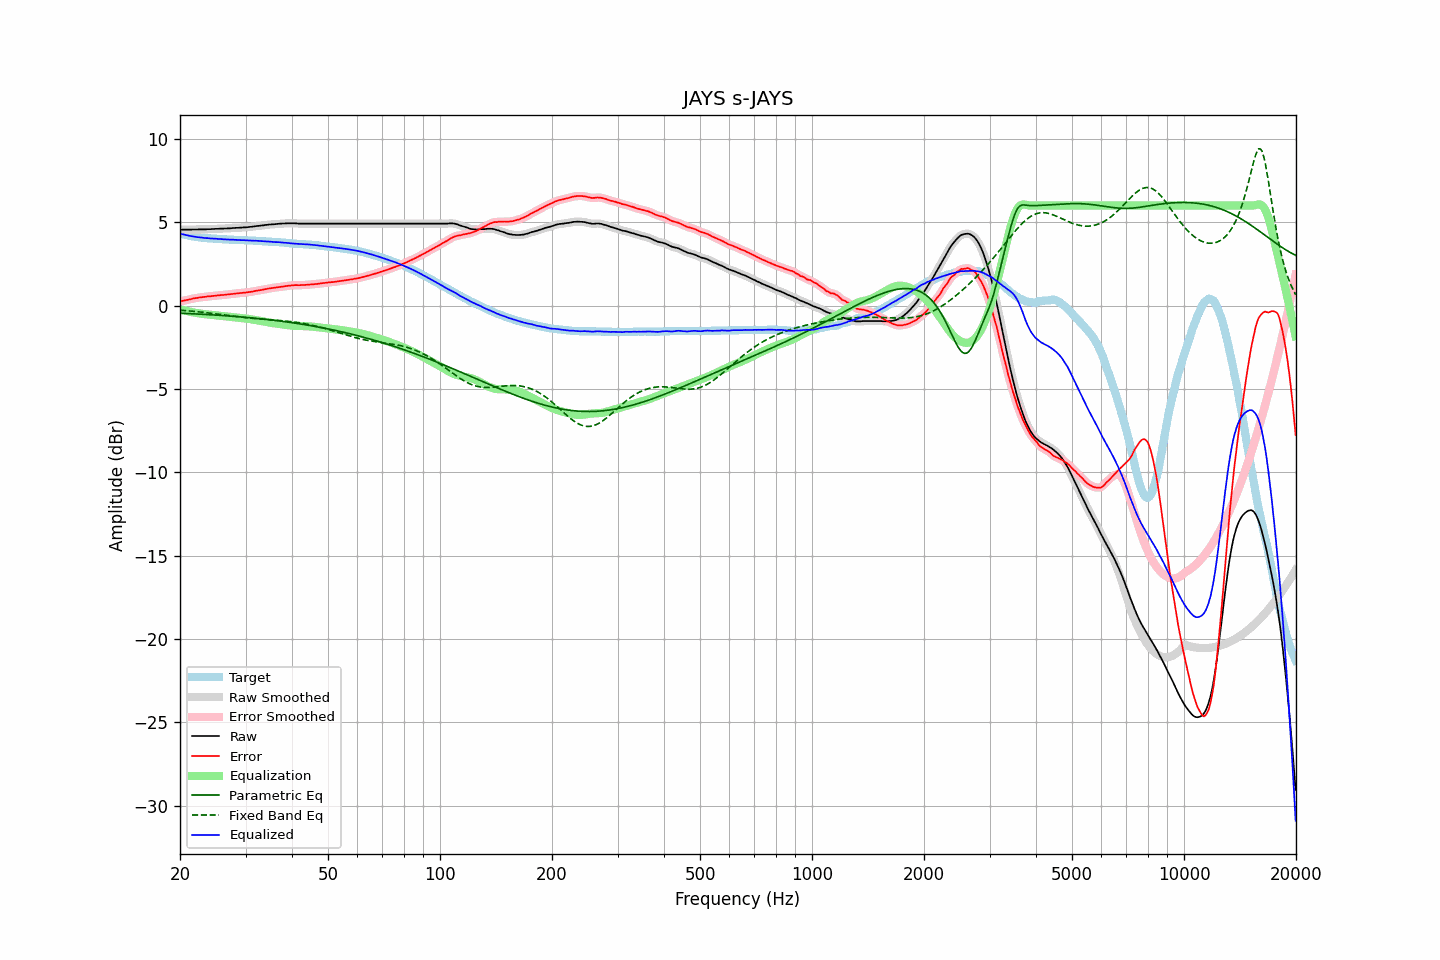 JAYS s-JAYS
Amplitude (dBr)
10
5
0
−5
−10
−15
−20
−25
−30
Target
Raw Smoothed
Error Smoothed
Raw
Error
Equalization
Parametric Eq
Fixed Band Eq
Equalized
20 50 100 200 500 1000 2000 5000 10000 20000
Frequency (Hz)